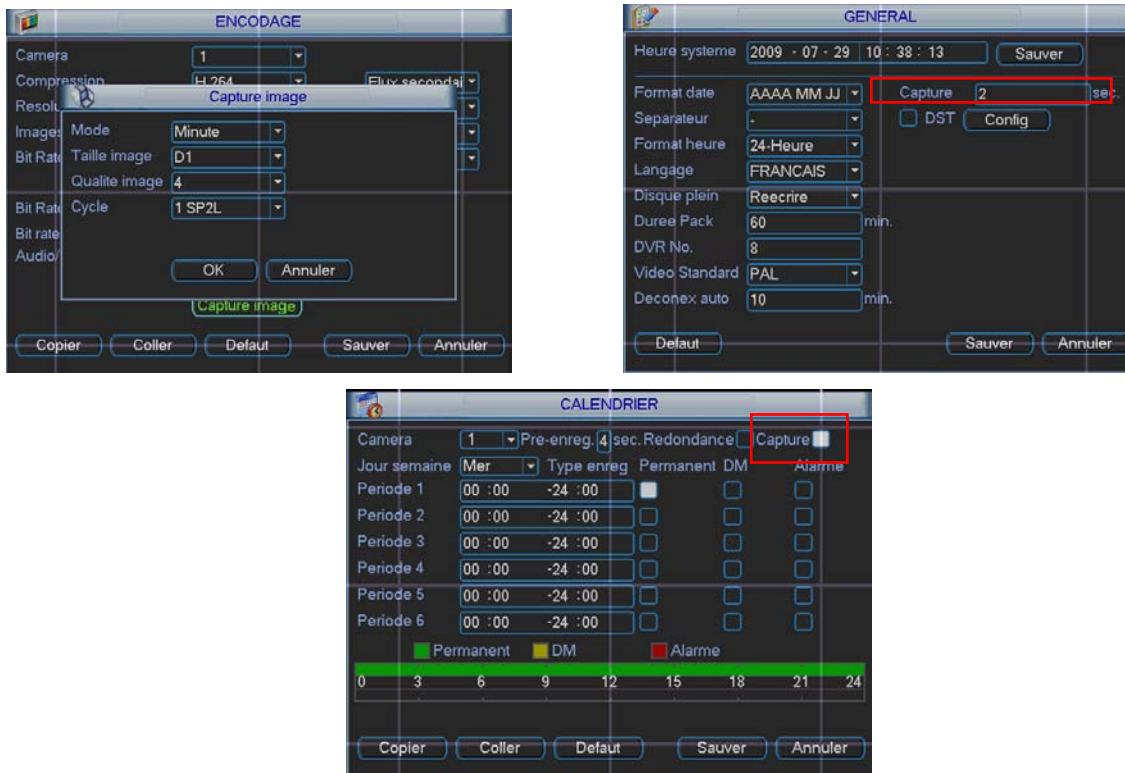 ENCODAGE
Camera 1
Compression H.264 Flux secondai
Capture image
Resolu
Images
Mode Minute
Bit Rate Taille image D1
Qualite image 4
Bit Rate Cycle 1 SP2L
Bit rate
Audio/
OK Annuler
Capture image
Copier Coller Defaut Sauver Annuler
GENERAL
Heure systeme 2009 - 07 - 29 10 : 38 : 13 Sauver
Format date AAAA MM JJ Capture 2 sec.
Separateur - DST Config
Format heure 24-Heure
Langage FRANCAIS
Disque plein Reecrire
Duree Pack 60 min.
DVR No. 8
Video Standard PAL
Deconex auto 10 min.
Defaut Sauver Annuler
CALENDRIER
Camera 1 Pre-enreg. 4 sec. Redondance Capture
Jour semaine Mer Type enreg Permanent DM Alarme
Periode 1 00 :00 -24 :00
Periode 2 00 :00 -24 :00
Periode 3 00 :00 -24 :00
Periode 4 00 :00 -24 :00
Periode 5 00 :00 -24 :00
Periode 6 00 :00 -24 :00
Permanent DM Alarme
0 3 6 9 12 15 18 21 24
Copier Coller Defaut Sauver Annuler